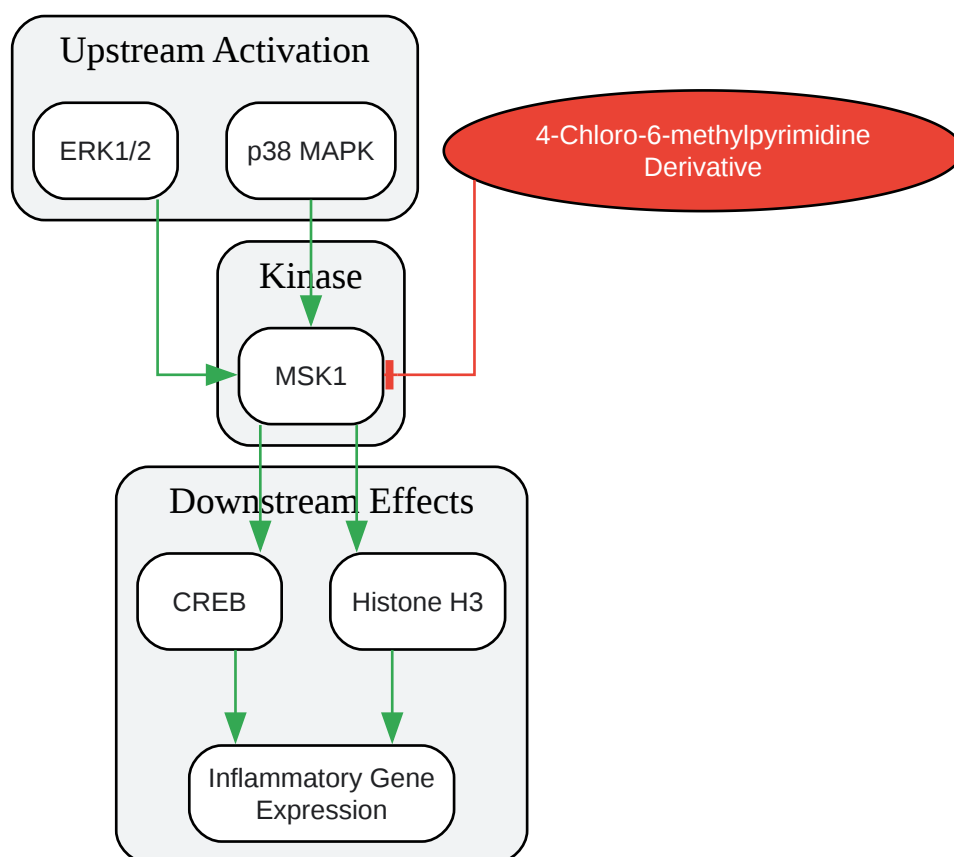 Upstream Activation
ERK1/2
p38 MAPK
4-Chloro-6-methylpyrimidine
Derivative
Kinase
MSK1
Downstream Effects
CREB
Histone H3
Inflammatory Gene
Expression